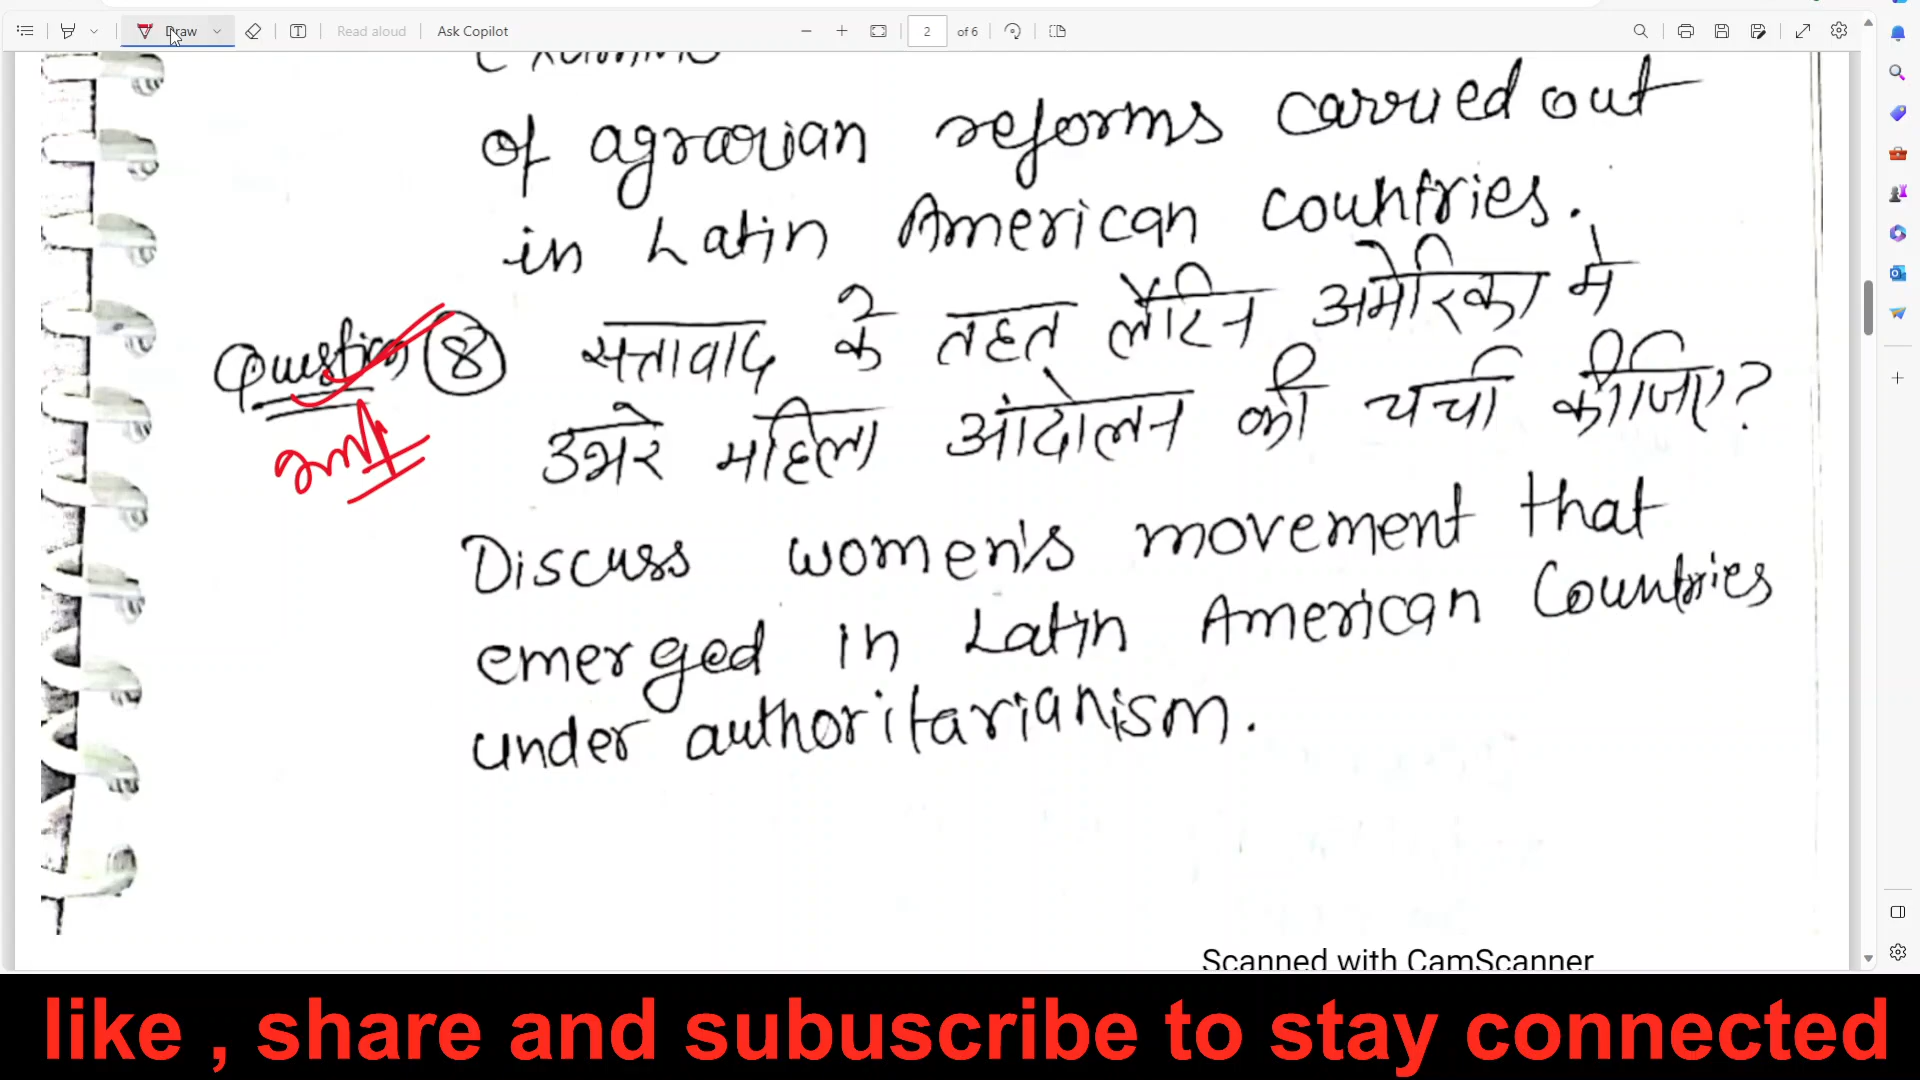 Draw
Read aloud
Ask Copilot
2
of 6
of agrarian reforms carried out
in Latin American countries.
Question 8 सत्तावाद के तहत लैटिन अमेरिका मे
उभरे महिला आंदोलन की चर्चा कीजिए?
Discuss women's movement that
emerged in Latin American Countries
under authoritarianism.
Scanned with CamScanner
like , share and subuscribe to stay connected